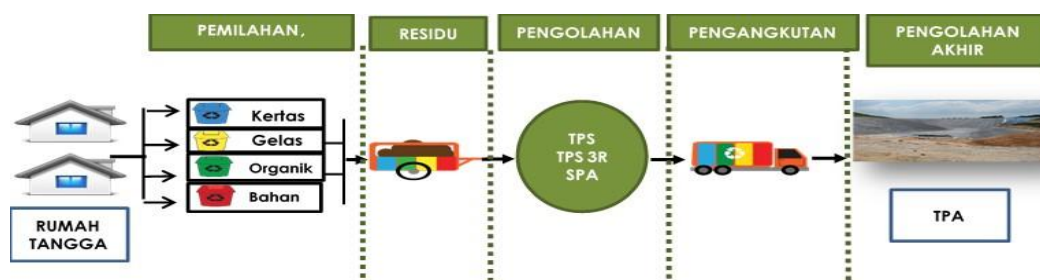 PEMILAHAN,
RESIDU
PENGOLAHAN
PENGANGKUTAN
PENGOLAHAN
AKHIR
Kertas
Gelas
Organik
Bahan
RUMAH
TANGGA
TPS
TPS 3R
SPA
TPA